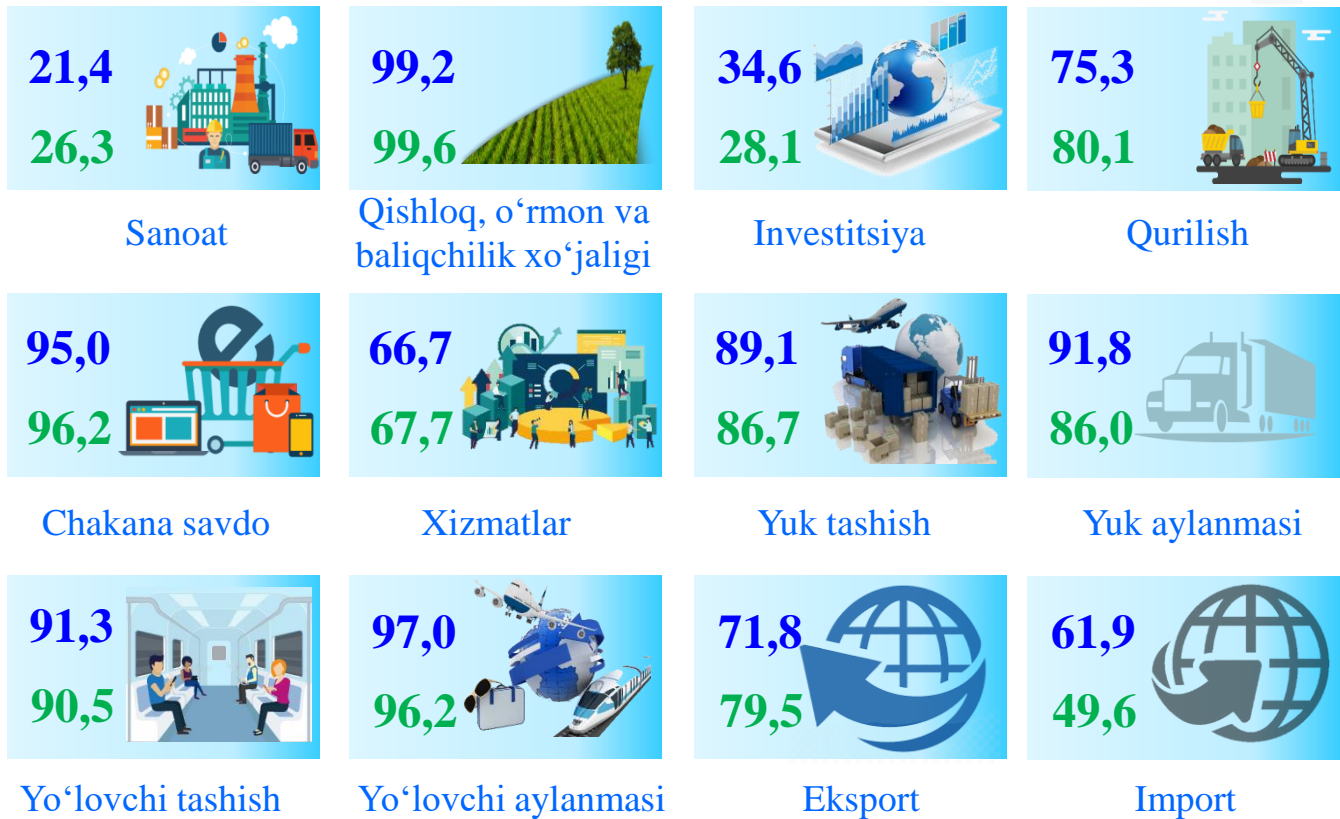 21,4
26,3
Sanoat
99,2
99,6
Qishloq, o‘rmon va
baliqchilik xo‘jaligi
34,6
28,1
Investitsiya
75,3
80,1
Qurilish
95,0
96,2
Chakana savdo
66,7
67,7
Xizmatlar
89,1
86,7
Yuk tashish
91,8
86,0
Yuk aylanmasi
91,3
90,5
Yo‘lovchi tashish
97,0
96,2
Yo‘lovchi aylanmasi
71,8
79,5
Eksport
61,9
49,6
Import